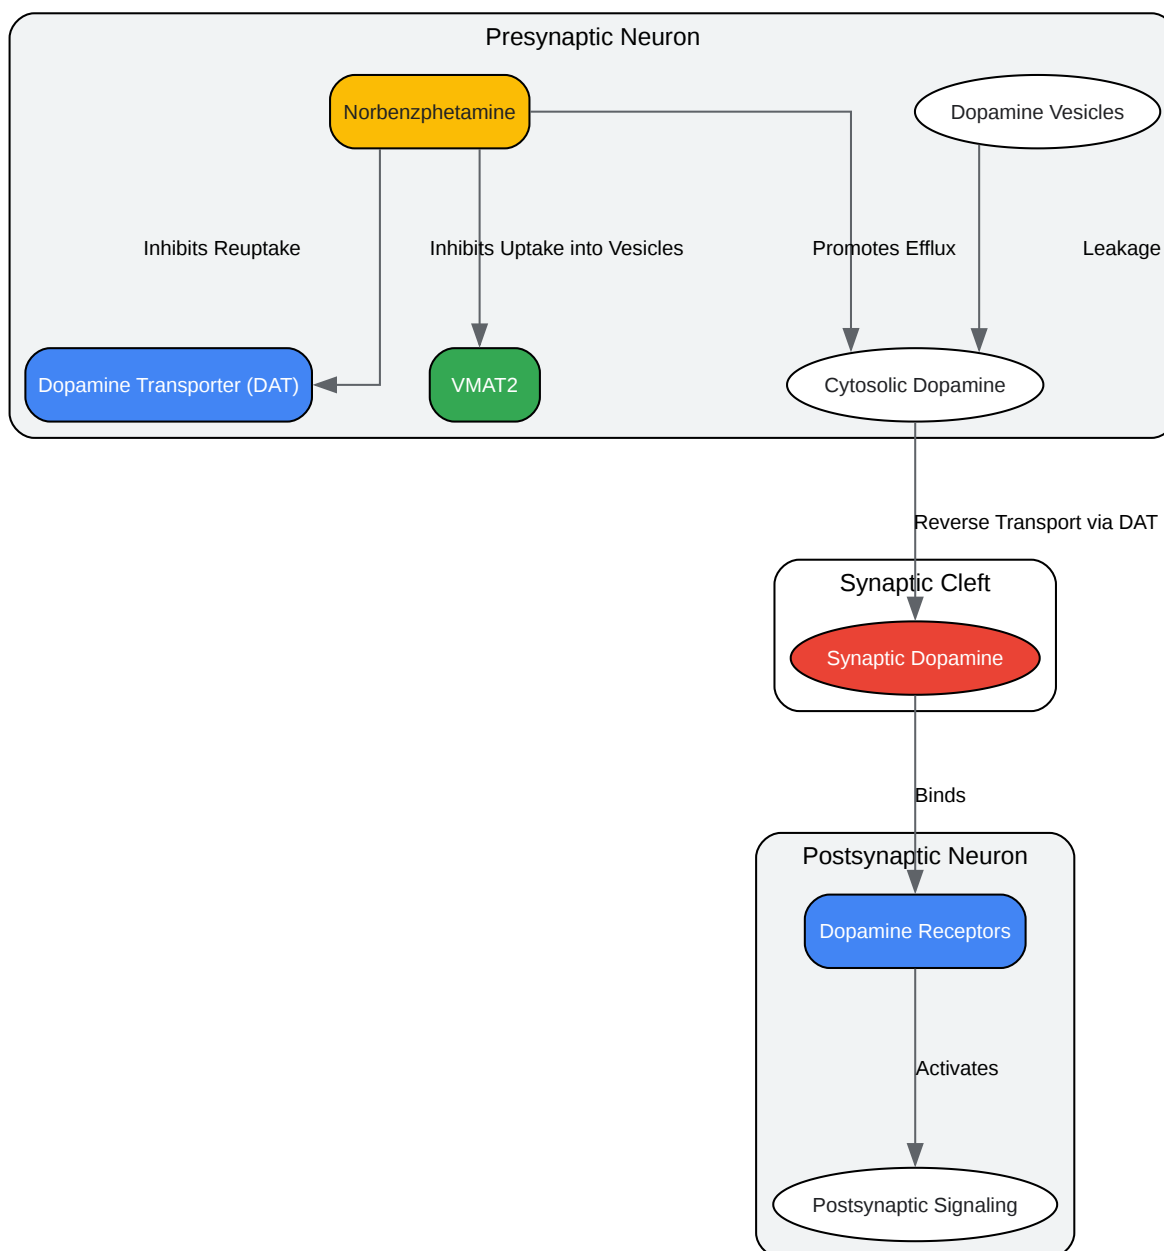 Presynaptic Neuron
Norbenzphetamine
Dopamine Vesicles
Inhibits Reuptake
Inhibits Uptake into Vesicles
Promotes Efflux
Leakage
Dopamine Transporter (DAT)
VMAT2
Cytosolic Dopamine
Reverse Transport via DAT
Synaptic Cleft
Synaptic Dopamine
Binds
Postsynaptic Neuron
Dopamine Receptors
Activates
Postsynaptic Signaling